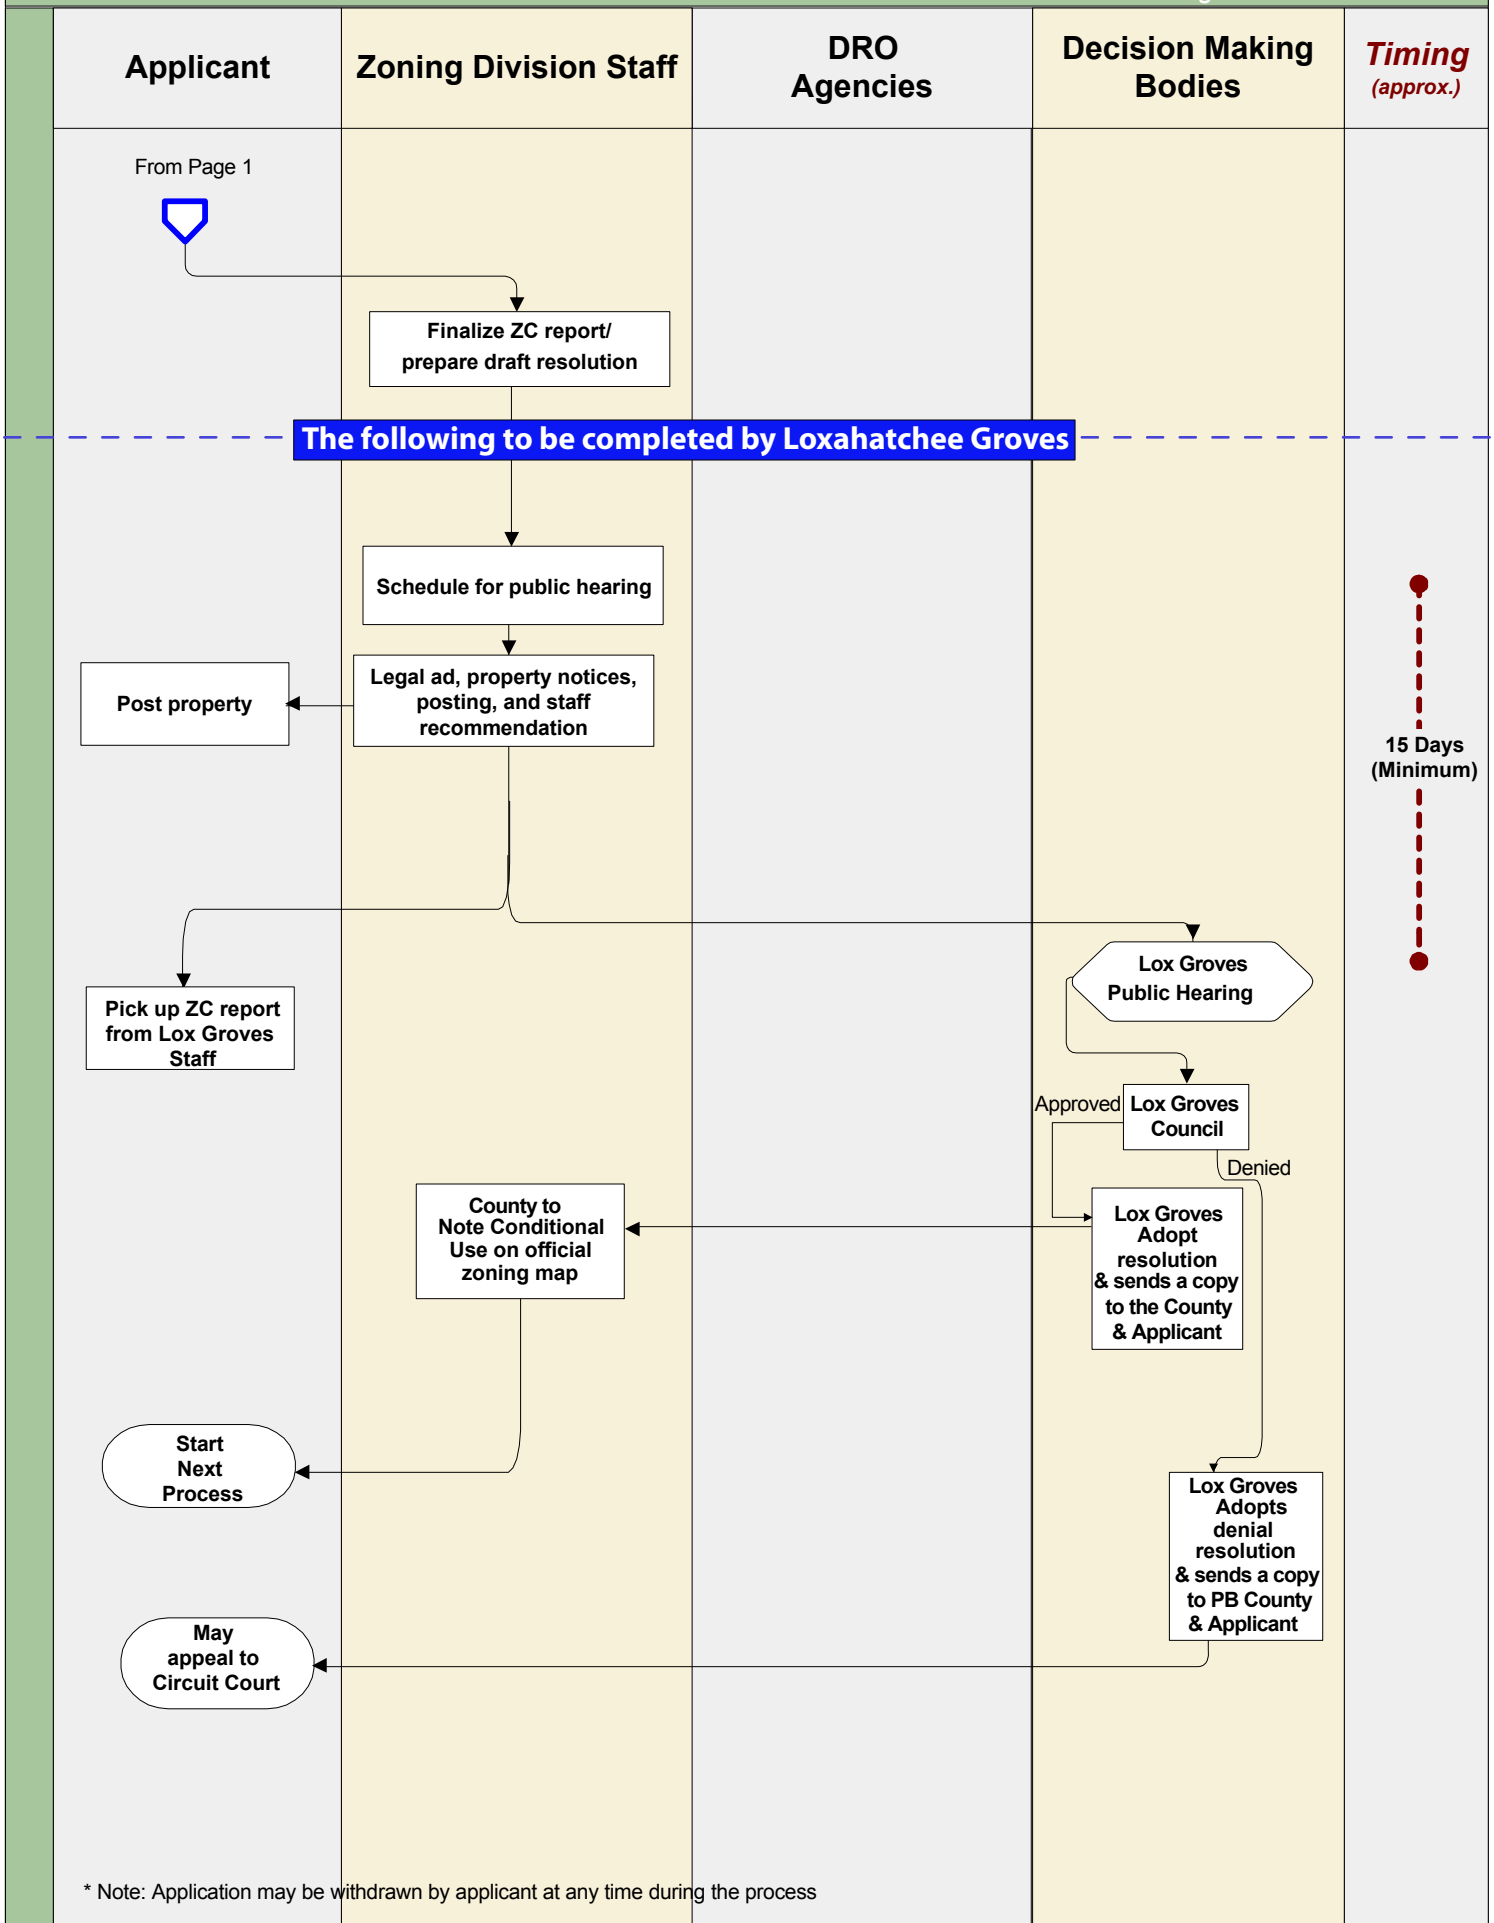 Applicant
Zoning Division Staff
DRO
Agencies
Decision Making
Bodies
Timing
(approx.)
From Page 1
Finalize ZC report/
prepare draft resolution
The following to be completed by Loxahatchee Groves
Schedule for public hearing
Post property
Legal ad, property notices,
posting, and staff
recommendation
15 Days
(Minimum)
Lox Groves
Public Hearing
Pick up ZC report
from Lox Groves
Staff
Approved
Lox Groves
Council
Denied
County to
Note Conditional
Use on official
zoning map
Lox Groves
Adopt
resolution
& sends a copy
to the County
& Applicant
Start
Next
Process
Lox Groves
Adopts
denial
resolution
& sends a copy
to PB County
& Applicant
May
appeal to
Circuit Court
* Note: Application may be withdrawn by applicant at any time during the process